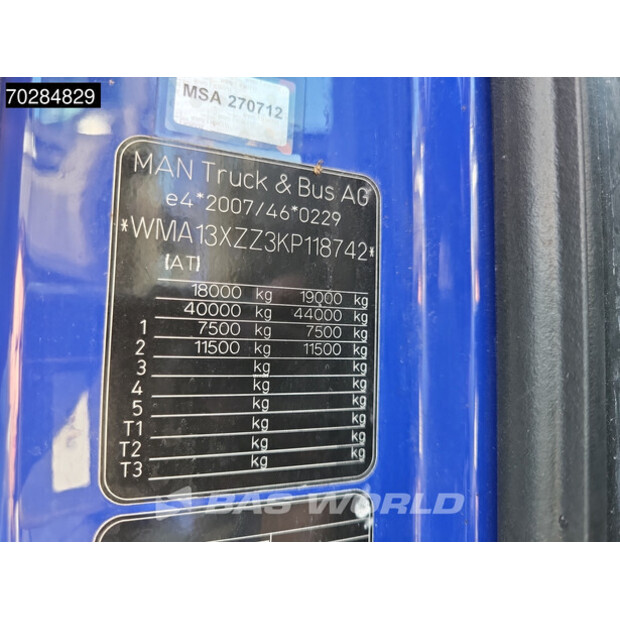 70284829
MSA 270712
MAN Truck & Bus AG
e4*2007/46*0229
*WMA13XZZ3KP118742*
(AT)
18000 kg 19000 kg
40000 kg 44000 kg
1 7500 kg 7500 kg
2 11500 kg 11500 kg
3 kg kg
4 kg kg
5 kg kg
T1 kg kg
T2 kg kg
T3 kg kg
BAS WORLD